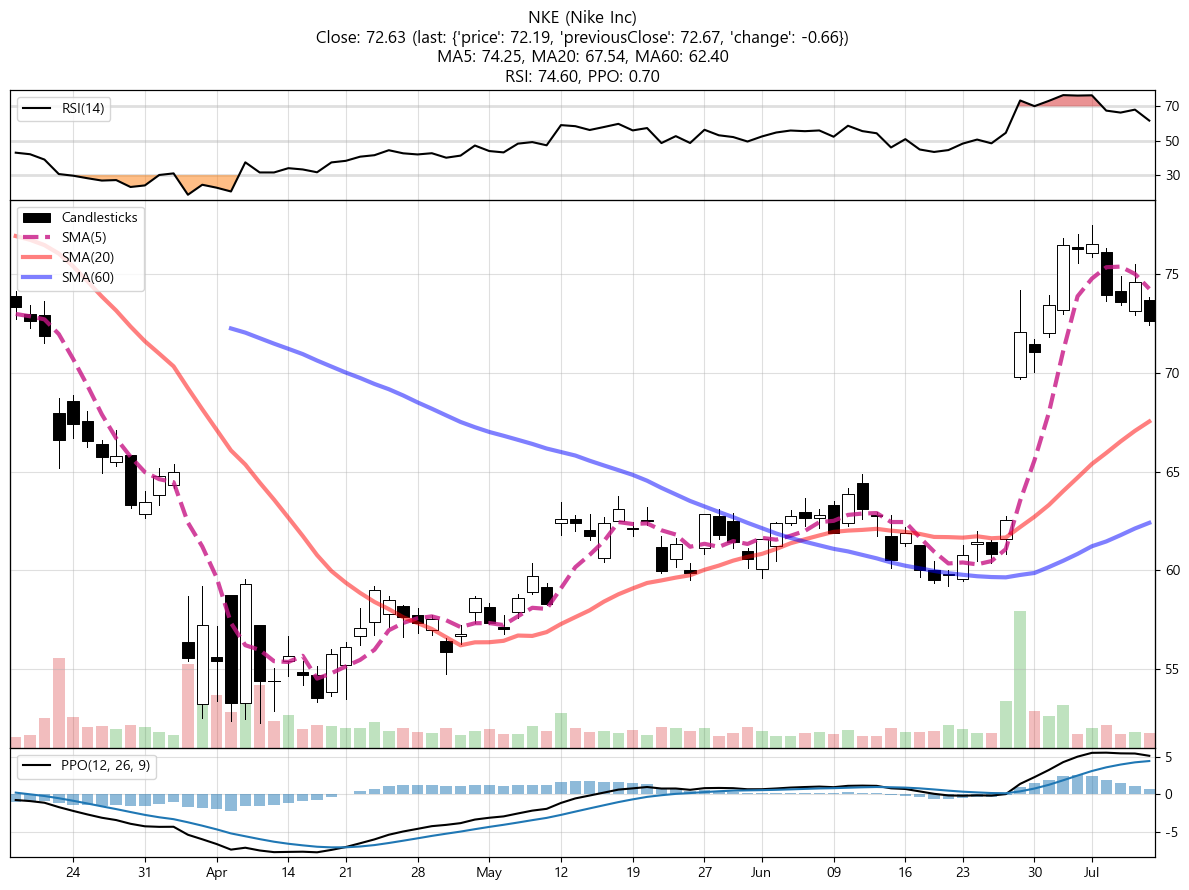 NKE (Nike Inc)
Close: 72.63 (last: {'price': 72.19, 'previousClose': 72.67, 'change': -0.66})
MA5: 74.25, MA20: 67.54, MA60: 62.40
RSI: 74.60, PPO: 0.70
RSI(14)
70
50
30
Candlesticks
SMA(5)
SMA(20)
SMA(60)
75
70
65
60
55
PPO(12, 26, 9)
5
0
-5
24 31 Apr 14 21 28 May 12 19 27 Jun 09 16 23 30 Jul